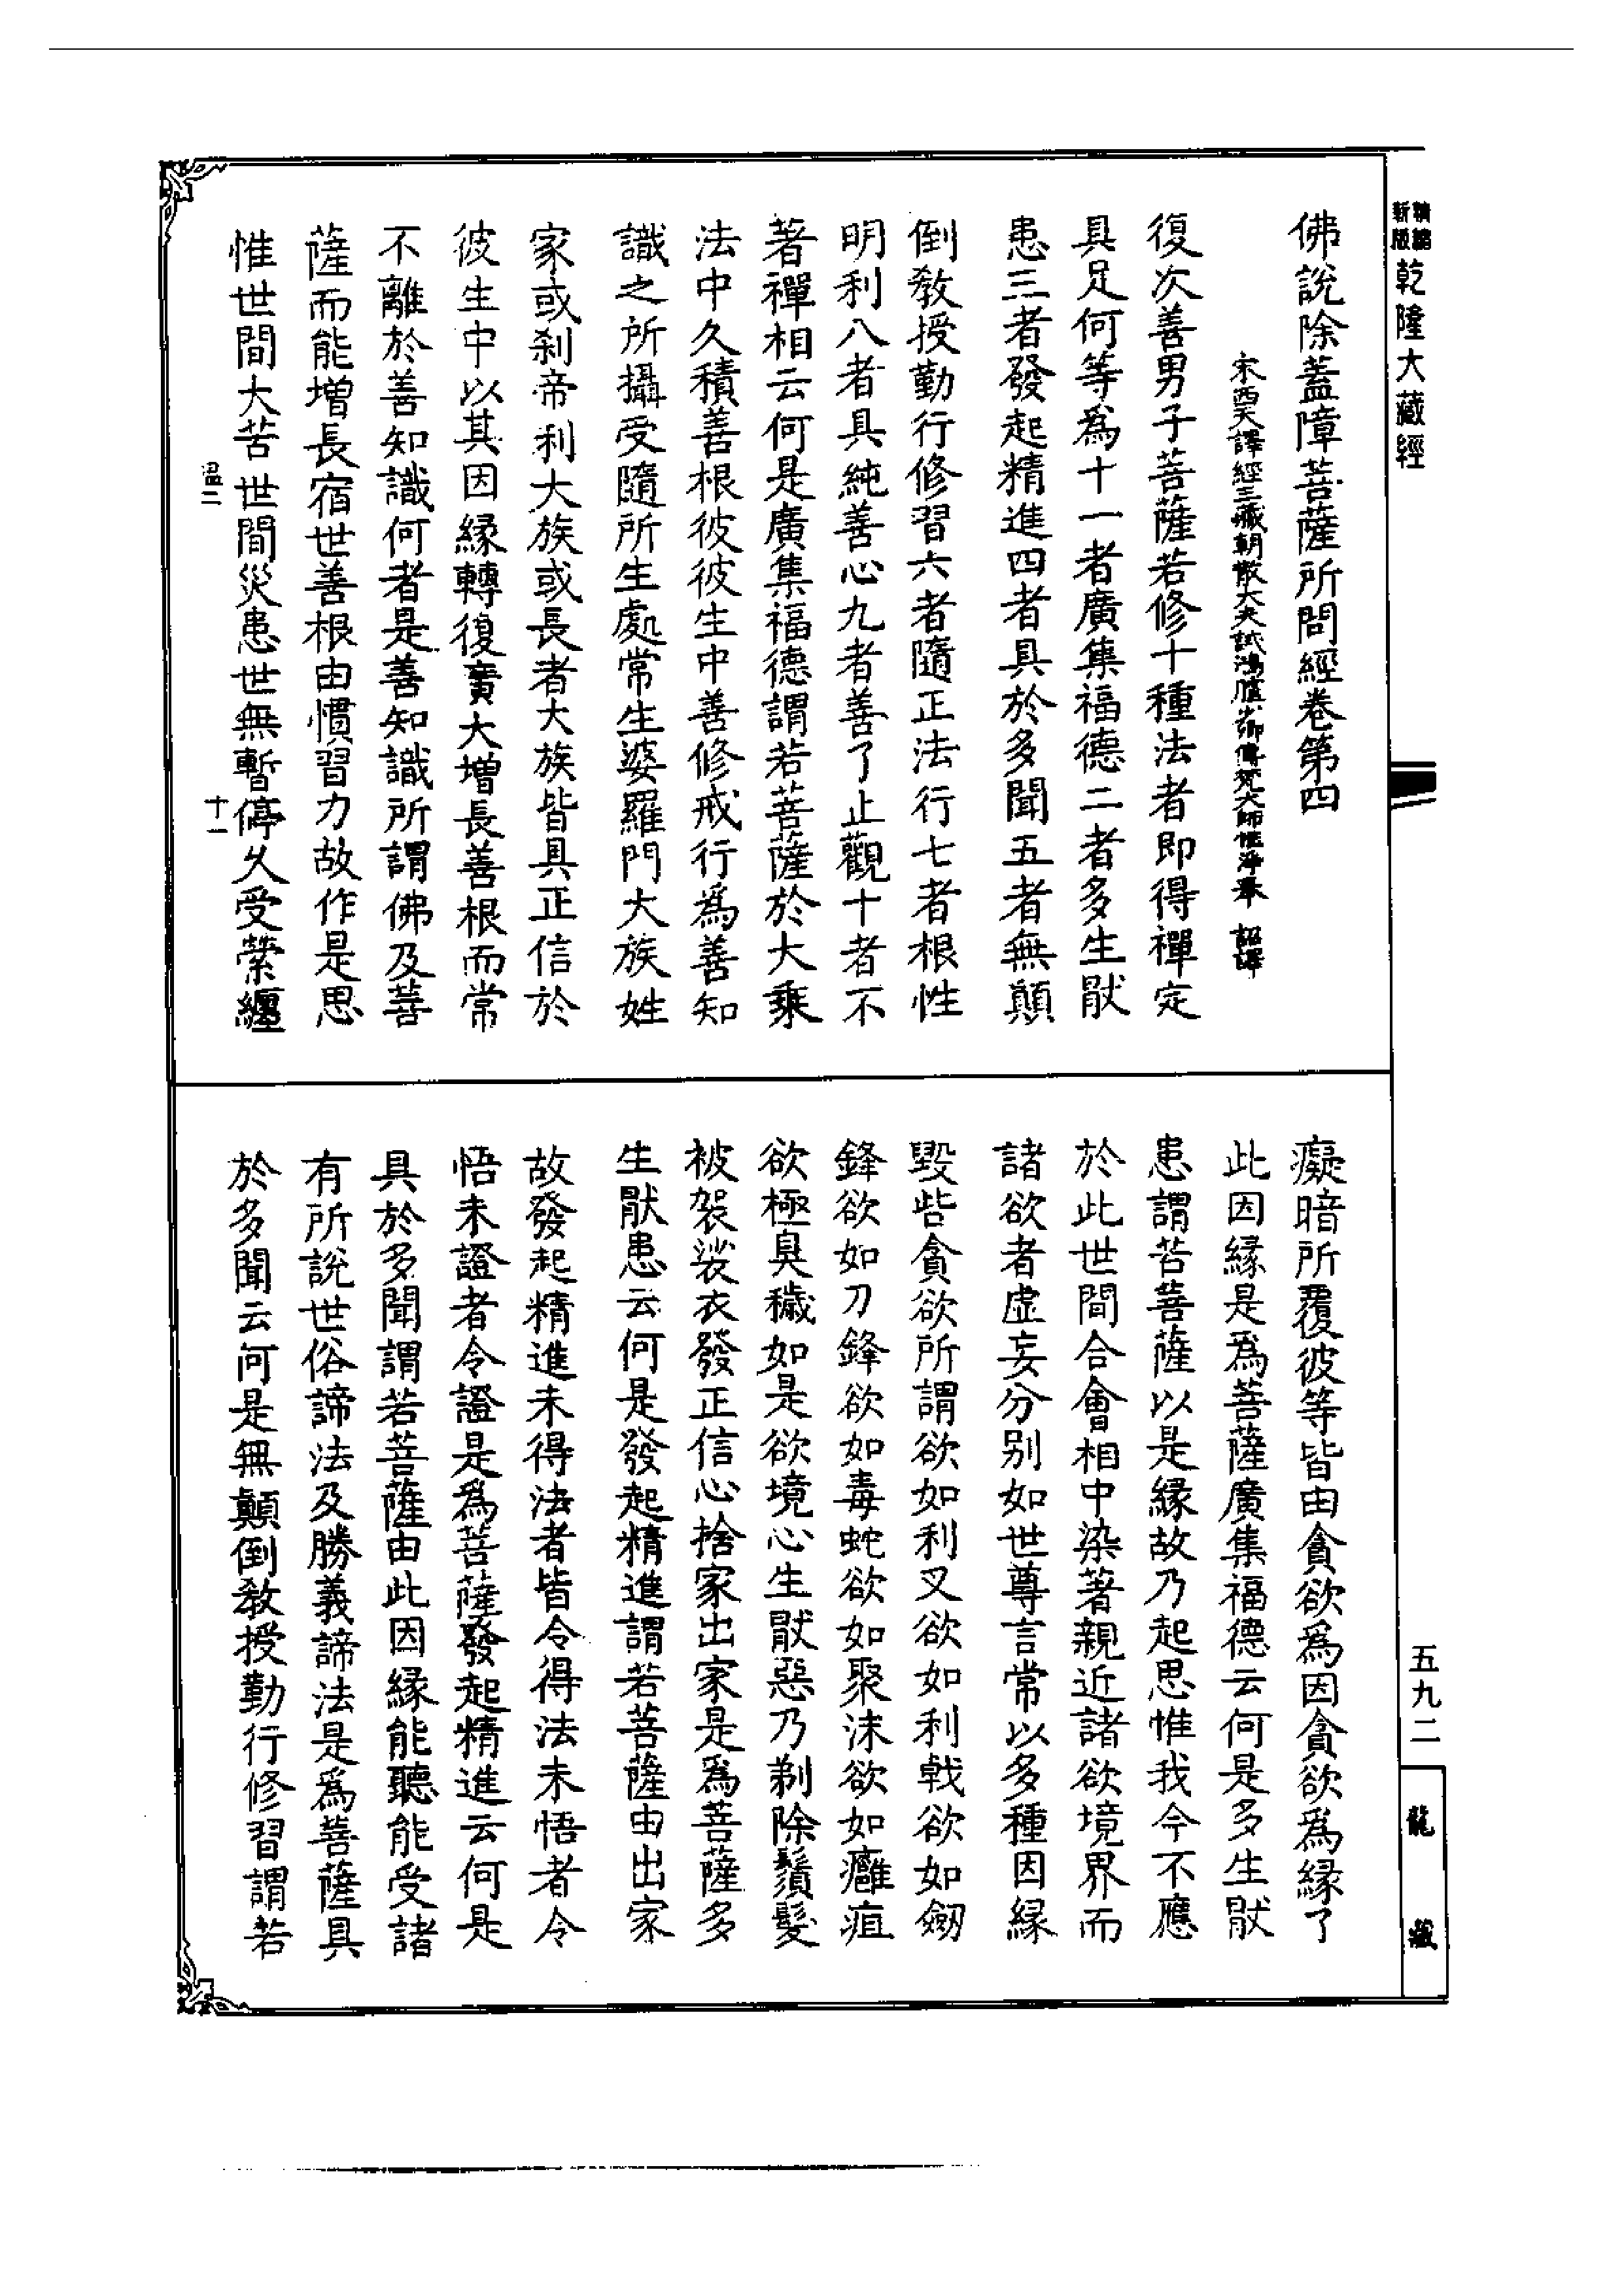 新版精縮乾隆大藏經
佛說除蓋障菩薩所問經卷第四
宋西天譯經三藏朝散大夫試鴻臚少卿傳梵大師惟淨奉 詔譯
復次善男子菩薩若修十種法者即得禪定
具足何等為十一者廣集福德二者多生猒
患三者發起精進四者具於多聞五者無顛
倒教授勤行修習六者隨正法行七者根性
明利八者具純善心九者善了止觀十者不
著禪相云何是廣集福德謂若菩薩於大乘
法中久積善根彼彼生中善修戒行為善知
識之所攝受隨所生處常生婆羅門大族姓
家或剎帝利大族或長者大族皆具正信於
彼生中以其因緣轉復廣大增長善根而常
不離於善知識何者是善知識所謂佛及菩
薩而能增長宿世善根由慣習力故作是思
惟世間大苦世間災患世無暫停久受縈纏
溫二
十一
癡暗所覆彼等皆由貪欲為因貪欲為緣了
此因緣是為菩薩廣集福德云何是多生猒
患謂苦菩薩以是緣故乃起思惟我今不應
於此世間合會相中染著親近諸欲境界而
諸欲者虛妄分別如世尊言常以多種因緣
毀呰貪欲所謂欲如利叉欲如利戟欲如劒
鋒欲如刀鋒欲如毒蛇欲如聚沫欲如癰疽
欲極臭穢如是欲境心生猒惡乃剃除鬚髮
被袈裟衣發正信心捨家出家是為菩薩多
生猒患云何是發起精進謂若菩薩由出家
故發起精進未得法者皆令得法未悟者令
悟未證者令證是為菩薩發起精進云何是
具於多聞謂若菩薩由此因緣能聽能受諸
有所說世俗諦法及勝義諦法是為菩薩具
於多聞云何是無顛倒教授勤行修習謂若
五九二
龍藏